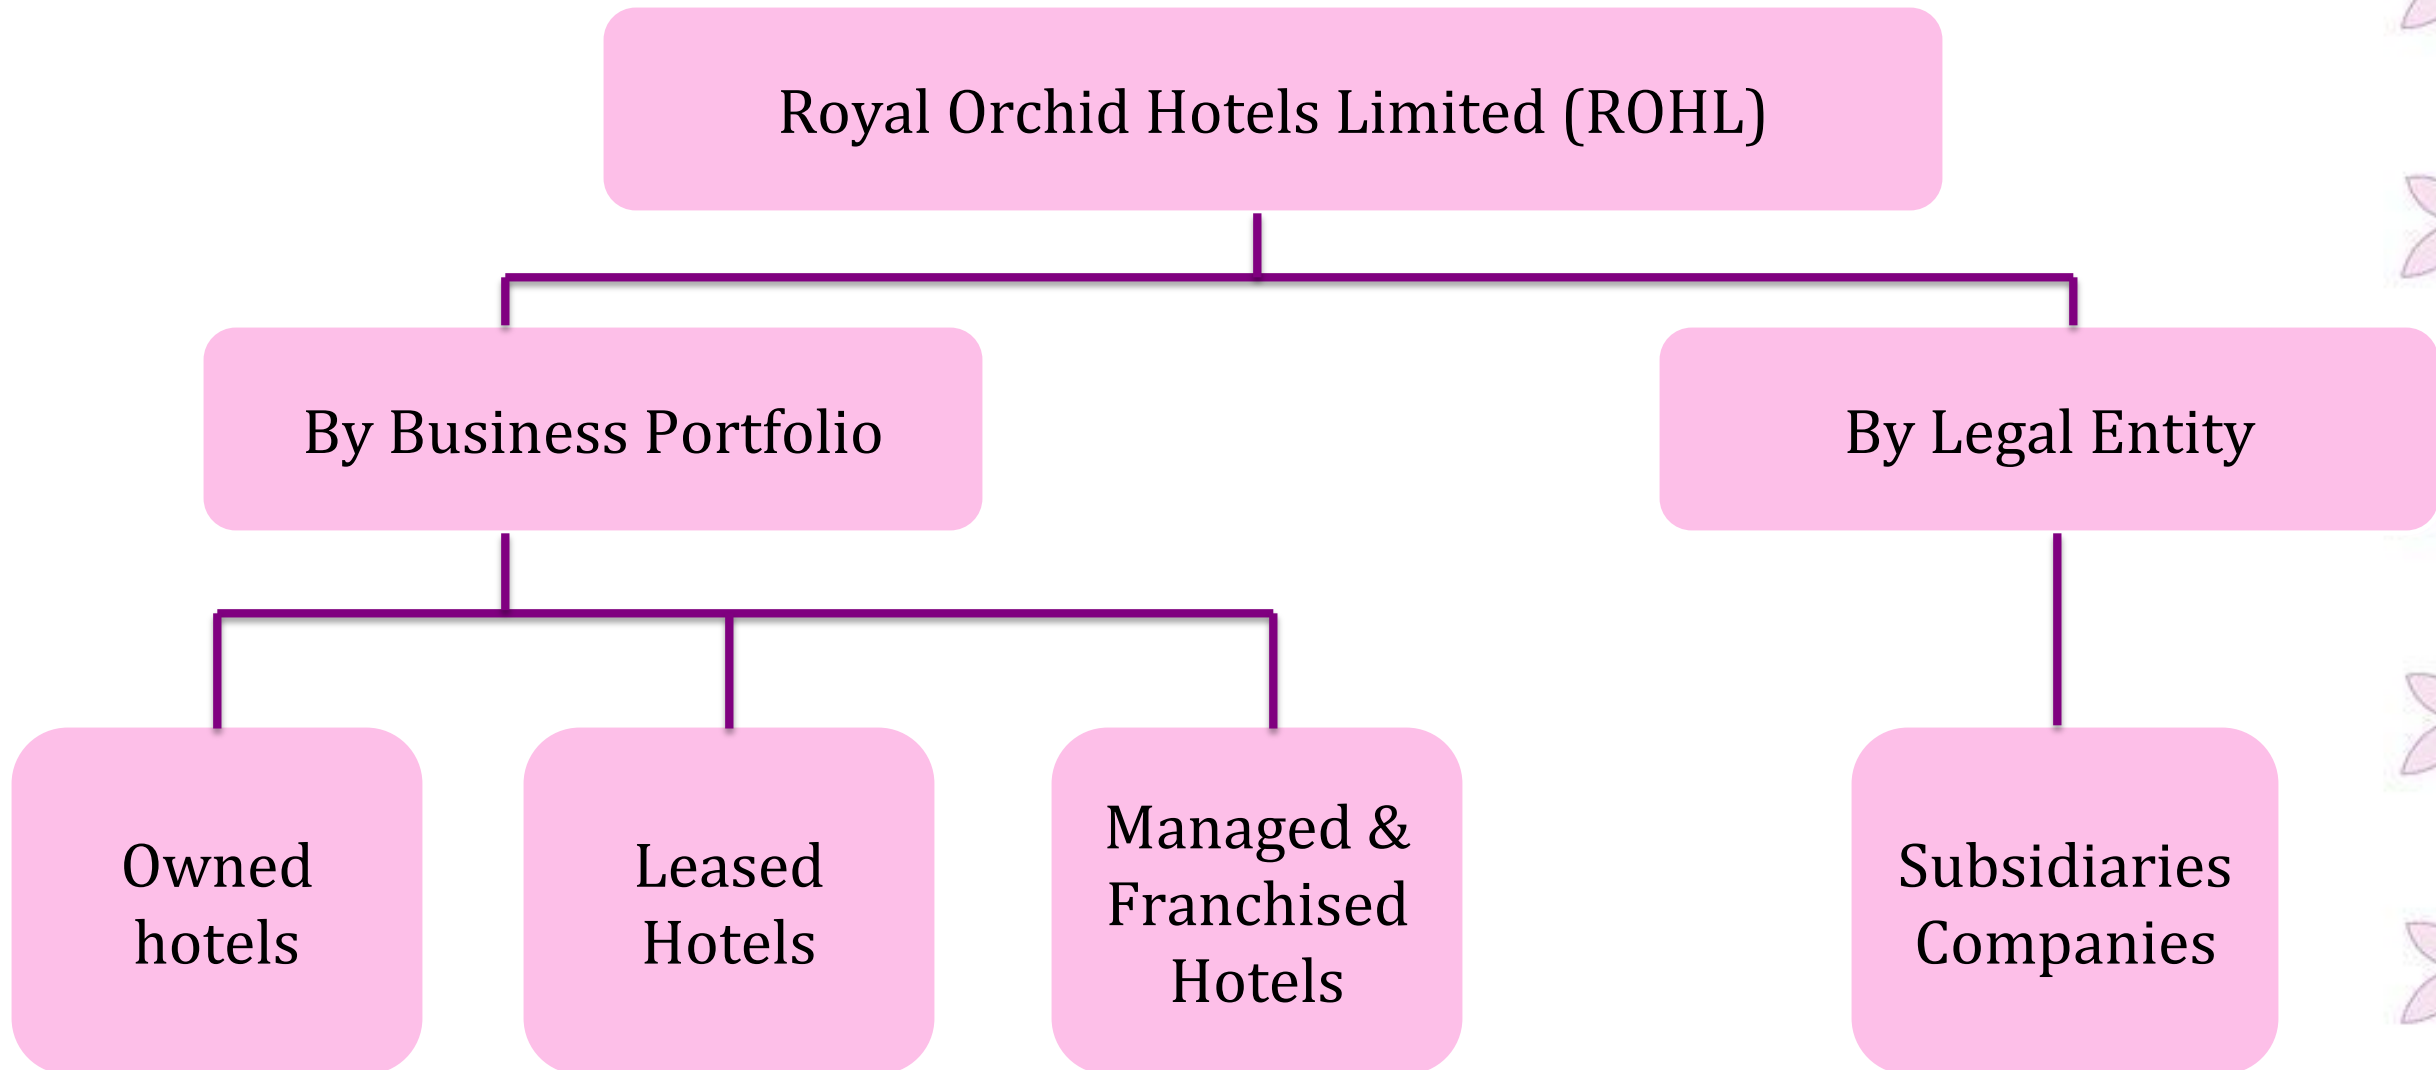 Royal Orchid Hotels Limited (ROHL)
By Business Portfolio
By Legal Entity
Owned
hotels
Leased
Hotels
Managed &
Franchised
Hotels
Subsidiaries
Companies